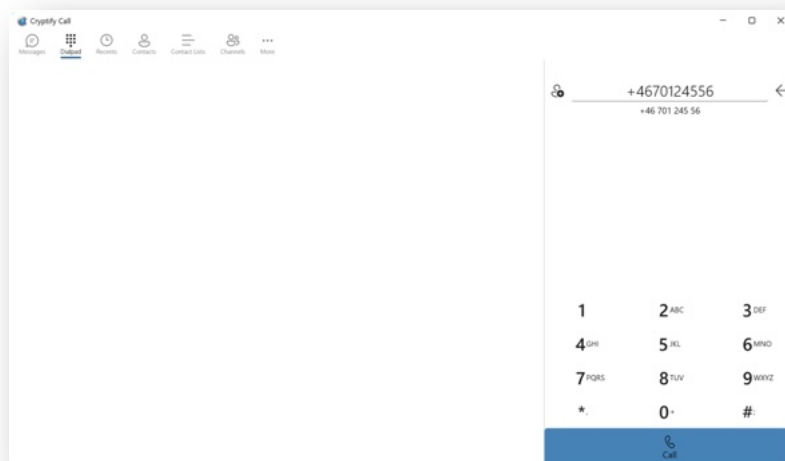 Cryptify Call
Messages Dialpad Recents Contacts Contact Lists Channels More
+4670124556
+46 701 245 56
1 2 ABC 3 DEF
4 GHI 5 JKL 6 MNO
7 PQRS 8 TUV 9 WXYZ
*, 0 + #;
Call